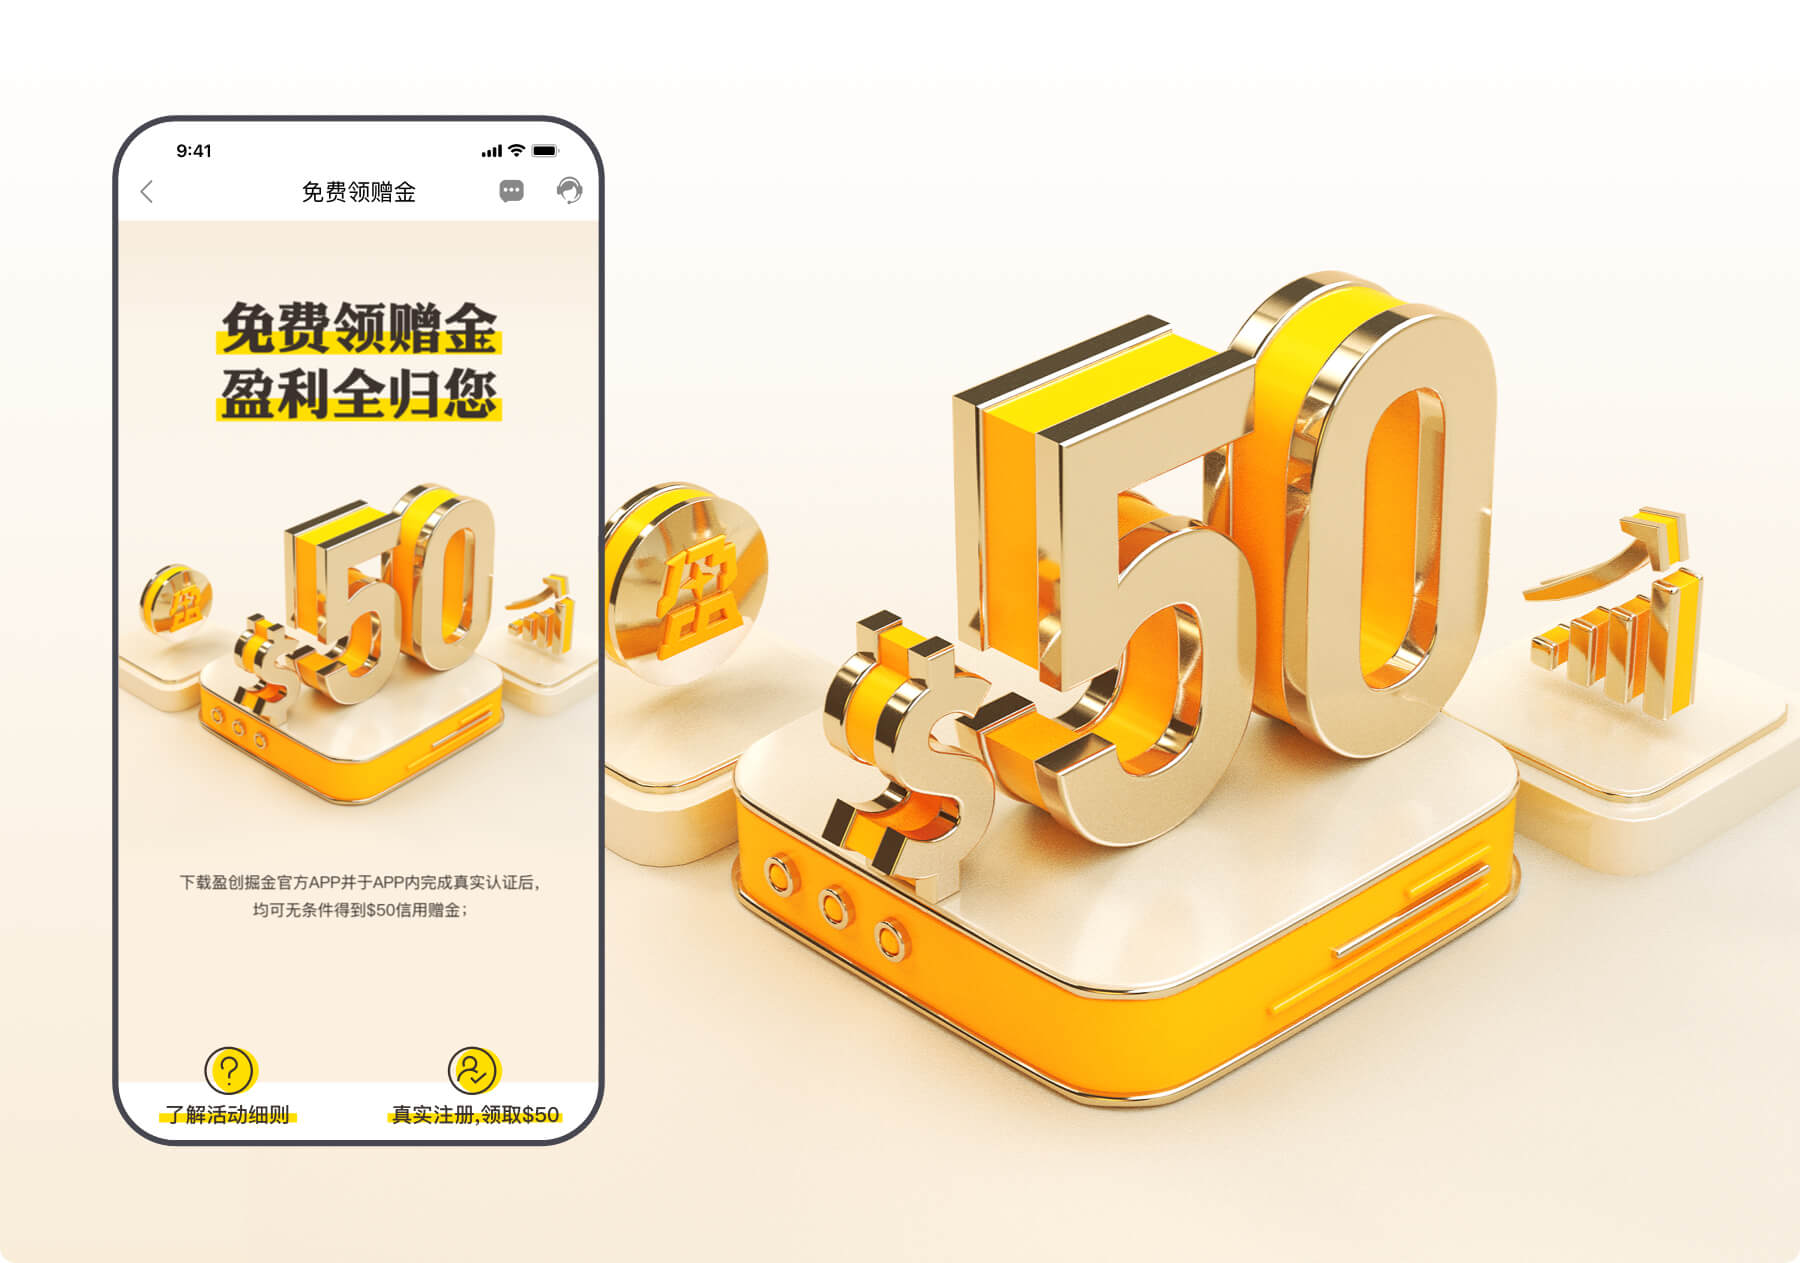 9:41
免费领赠金
免费领赠金
盈利全归您
盈
$50
下载盈创掘金官方APP并于APP内完成真实认证后，
均可无条件得到$50信用赠金；
了解活动细则
真实注册,领取$50
盈
$50